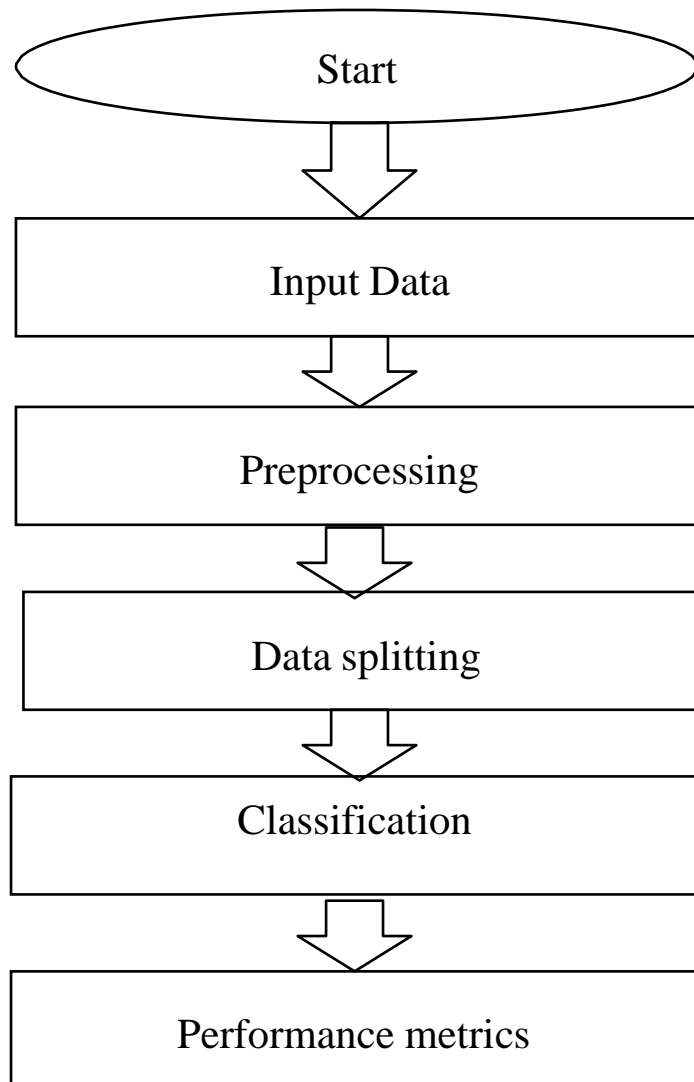 Start
Input Data
Preprocessing
Data splitting
Classification
Performance metrics